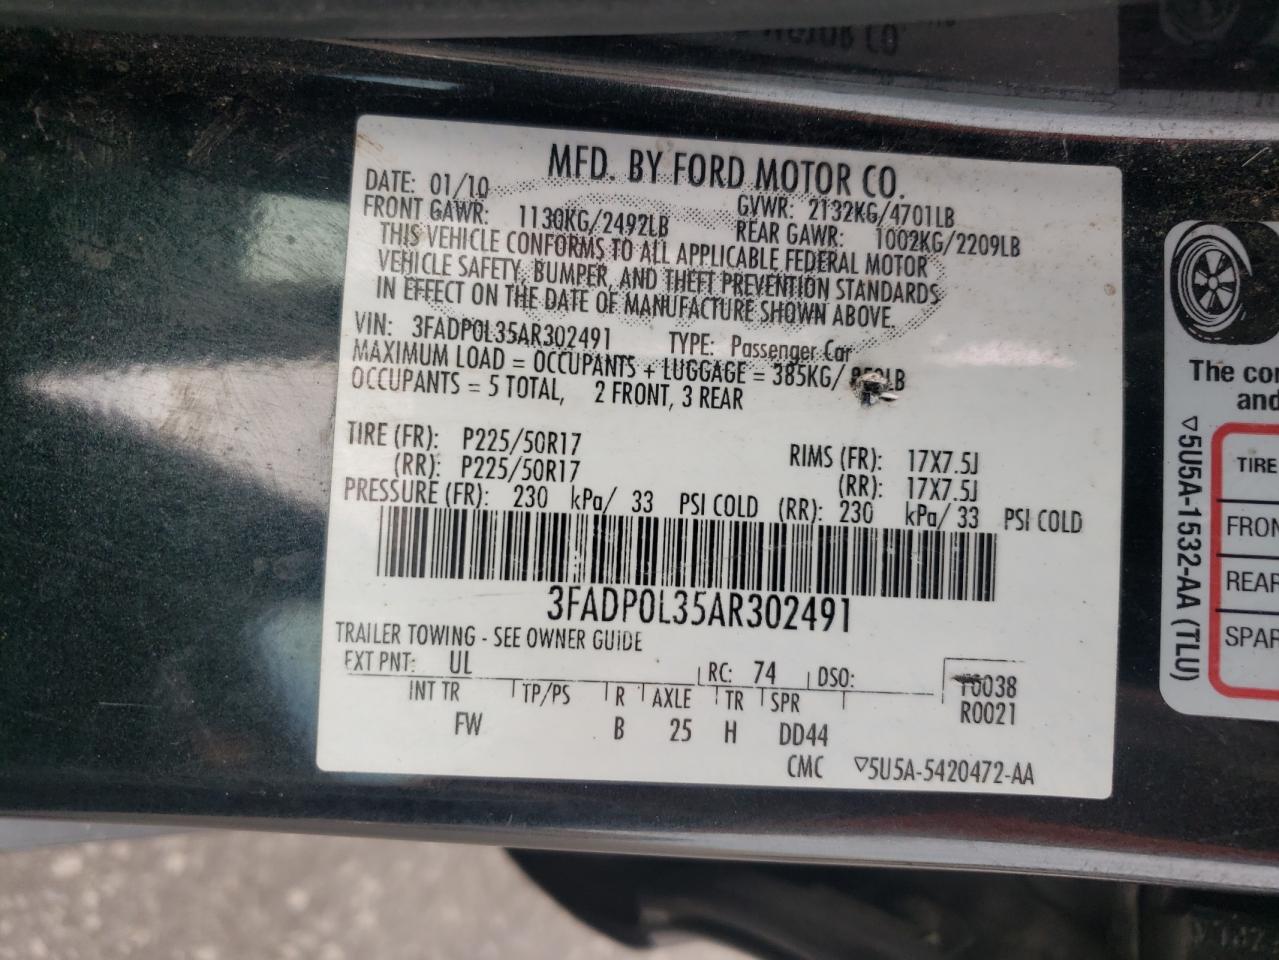 MFD. BY FORD MOTOR CO.
DATE: 01/10 GVWR: 2132KG/4701LB
FRONT GAWR: 1130KG/2492LB REAR GAWR: 1002KG/2209LB
THIS VEHICLE CONFORMS TO ALL APPLICABLE FEDERAL MOTOR
VEHICLE SAFETY, BUMPER, AND THEFT PREVENTION STANDARDS
IN EFFECT ON THE DATE OF MANUFACTURE SHOWN ABOVE.
VIN: 3FADP0L35AR302491 TYPE: Passenger Car
MAXIMUM LOAD = OCCUPANTS + LUGGAGE = 385KG/
OCCUPANTS = 5 TOTAL, 2 FRONT, 3 REAR
TIRE (FR): P225/50R17 RIMS (FR): 17X7.5J
(RR): P225/50R17 (RR): 17X7.5J
PRESSURE (FR): 230 kPa/ 33 PSI COLD (RR): 230 kPa/ 33 PSI COLD
3FADP0L35AR302491
TRAILER TOWING - SEE OWNER GUIDE
EXT PNT: UL RC: 74 DSO:
INT TR TP/PS R AXLE TR SPR R0021
FW B 25 H DD44
CMC ▽5U5A-5420472-AA
The
and
▽5U5A-1532-AA (TLU)
TIRE
MOTOR CO